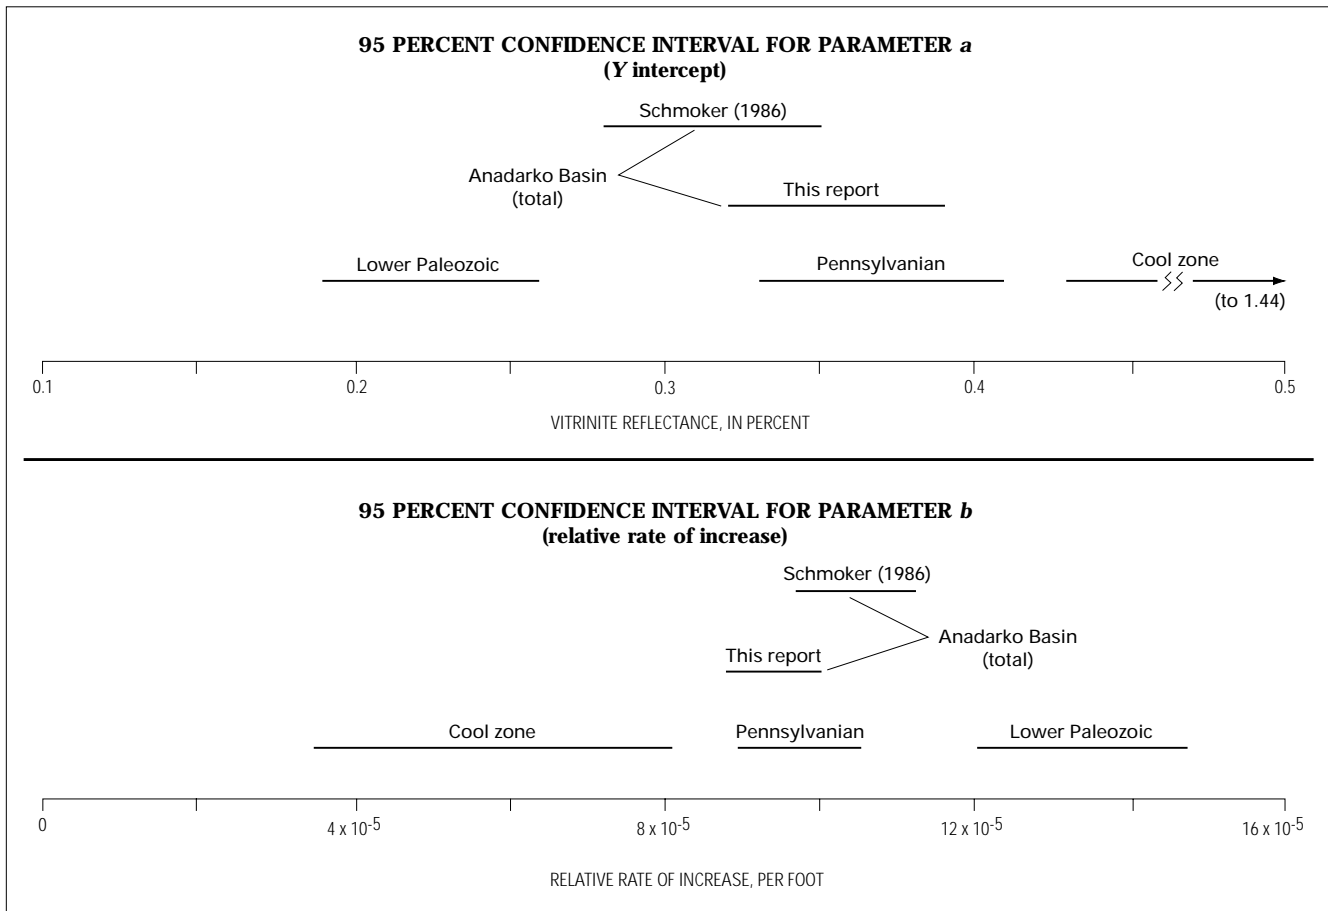 95 PERCENT CONFIDENCE INTERVAL FOR PARAMETER a
(Y intercept)
Schmoker (1986)
Anadarko Basin
(total)
This report
Lower Paleozoic
Pennsylvanian
Cool zone
(to 1.44)
0.1 0.2 0.3 0.4 0.5
VITRINITE REFLECTANCE, IN PERCENT
95 PERCENT CONFIDENCE INTERVAL FOR PARAMETER b
(relative rate of increase)
Schmoker (1986)
This report
Anadarko Basin
(total)
Cool zone
Pennsylvanian
Lower Paleozoic
0 4 x 10⁻⁵ 8 x 10⁻⁵ 12 x 10⁻⁵ 16 x 10⁻⁵
RELATIVE RATE OF INCREASE, PER FOOT